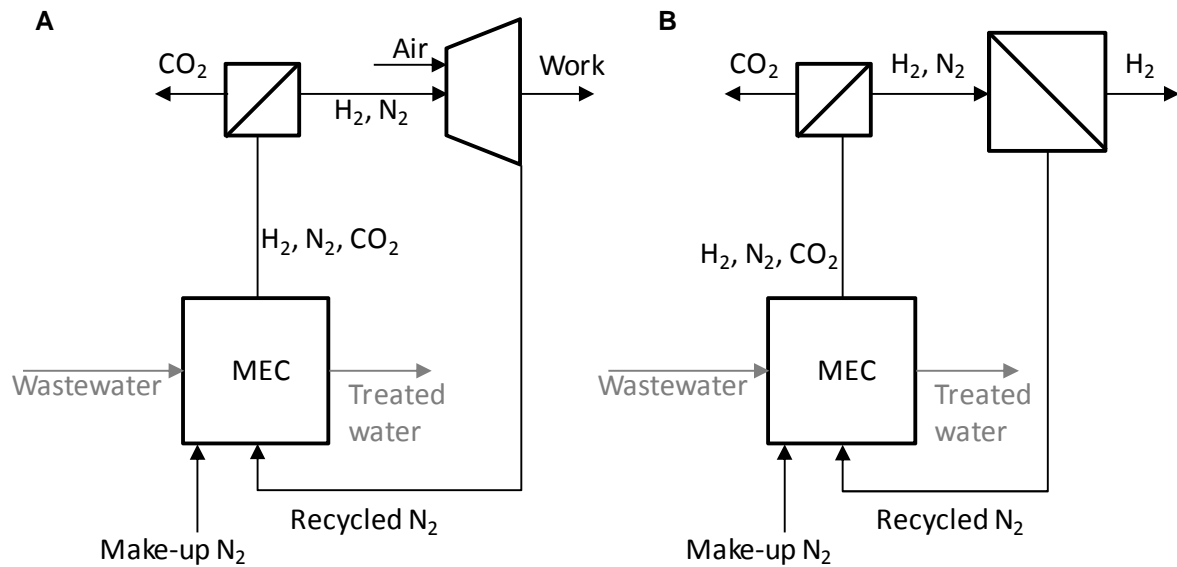 A
CO₂
Air
Work
H₂, N₂
H₂, N₂, CO₂
MEC
Wastewater
Treated
water
Recycled N₂
Make-up N₂
B
CO₂
H₂, N₂
H₂
H₂, N₂, CO₂
MEC
Wastewater
Treated
water
Recycled N₂
Make-up N₂